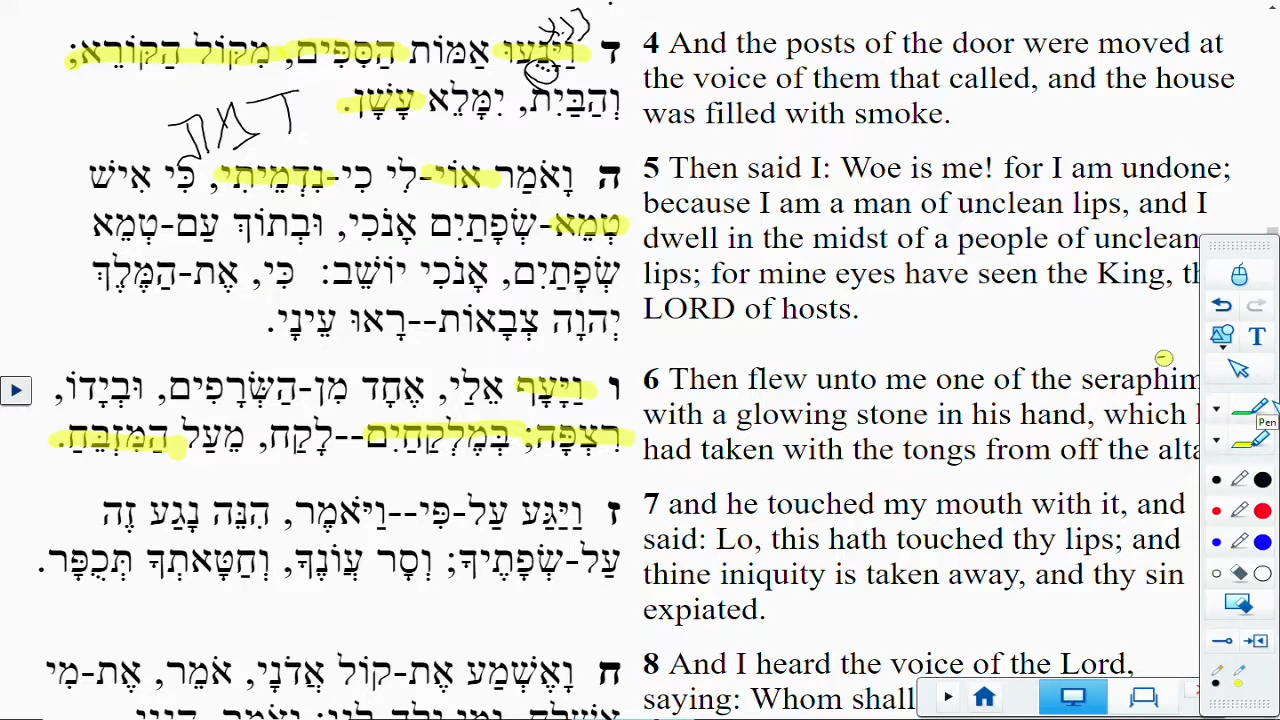 ד וַיָּנֻעוּ אַמּוֹת הַסִּפִּים, מִקּוֹל הַקּוֹרֵא;
וְהַבַּיִת, יִמָּלֵא עָשָׁן.
ה וָאֹמַר אוֹי-לִי כִי-נִדְמֵיתִי, כִּי אִישׁ
טְמֵא-שְׂפָתַיִם אָנֹכִי, וּבְתוֹךְ עַם-טְמֵא
שְׂפָתַיִם, אָנֹכִי יוֹשֵׁב: כִּי, אֶת-הַמֶּלֶךְ
יְהוָה צְבָאוֹת--רָאוּ עֵינָי.
ו וַיָּעָף אֵלַי, אֶחָד מִן-הַשְּׂרָפִים, וּבְיָדוֹ,
רִצְפָּה; בְּמֶלְקַחַיִם--לָקַח, מֵעַל הַמִּזְבֵּחַ.
ז וַיַּגַּע עַל-פִּי--וַיֹּאמֶר, הִנֵּה נָגַע זֶה
עַל-שְׂפָתֶיךָ; וְסָר עֲוֺנֶךָ, וְחַטָּאתְךָ תְּכֻפָּר.
ח וָאֶשְׁמַע אֶת-קוֹל אֲדֹנָי, אֹמֵר, אֶת-מִי
4 And the posts of the door were moved at
the voice of them that called, and the house
was filled with smoke.
5 Then said I: Woe is me! for I am undone;
because I am a man of unclean lips, and I
dwell in the midst of a people of unclean
lips; for mine eyes have seen the King, th
LORD of hosts.
6 Then flew unto me one of the seraphim
with a glowing stone in his hand, which
had taken with the tongs from off the alta
7 and he touched my mouth with it, and
said: Lo, this hath touched thy lips; and
thine iniquity is taken away, and thy sin
expiated.
8 And I heard the voice of the Lord,
saying: Whom shall
T
Pen